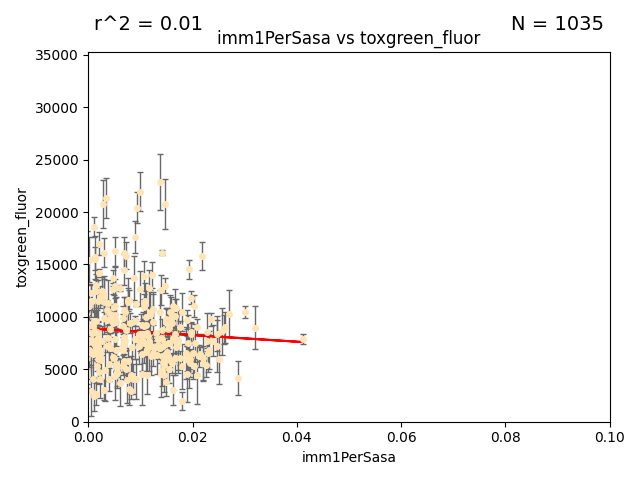 r^2 = 0.01
N = 1035
imm1PerSasa vs toxgreen_fluor
35000
30000
25000
20000
15000
10000
5000
0
toxgreen_fluor
0.00 0.02 0.04 0.06 0.08 0.10
imm1PerSasa